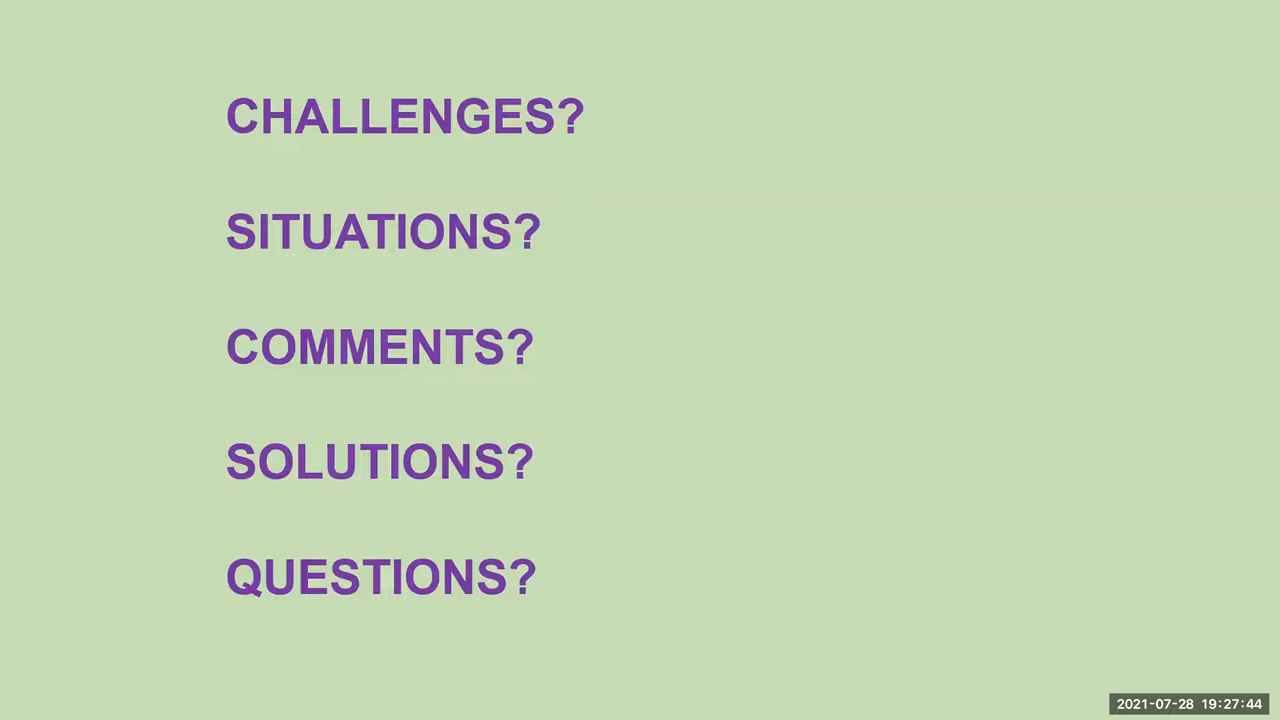 CHALLENGES?
SITUATIONS?
COMMENTS?
SOLUTIONS?
QUESTIONS?
2021-07-28 19:27:44